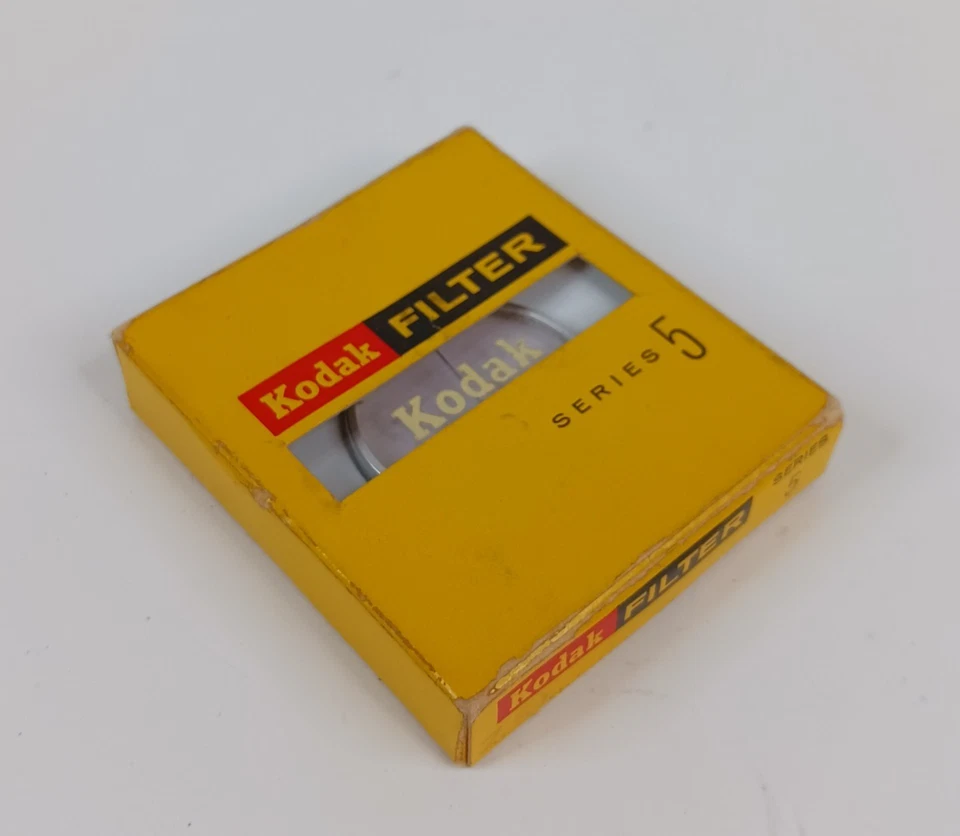 Kodak FILTER
Kodak
SERIES 5
Kodak FILTER
SERIES
5